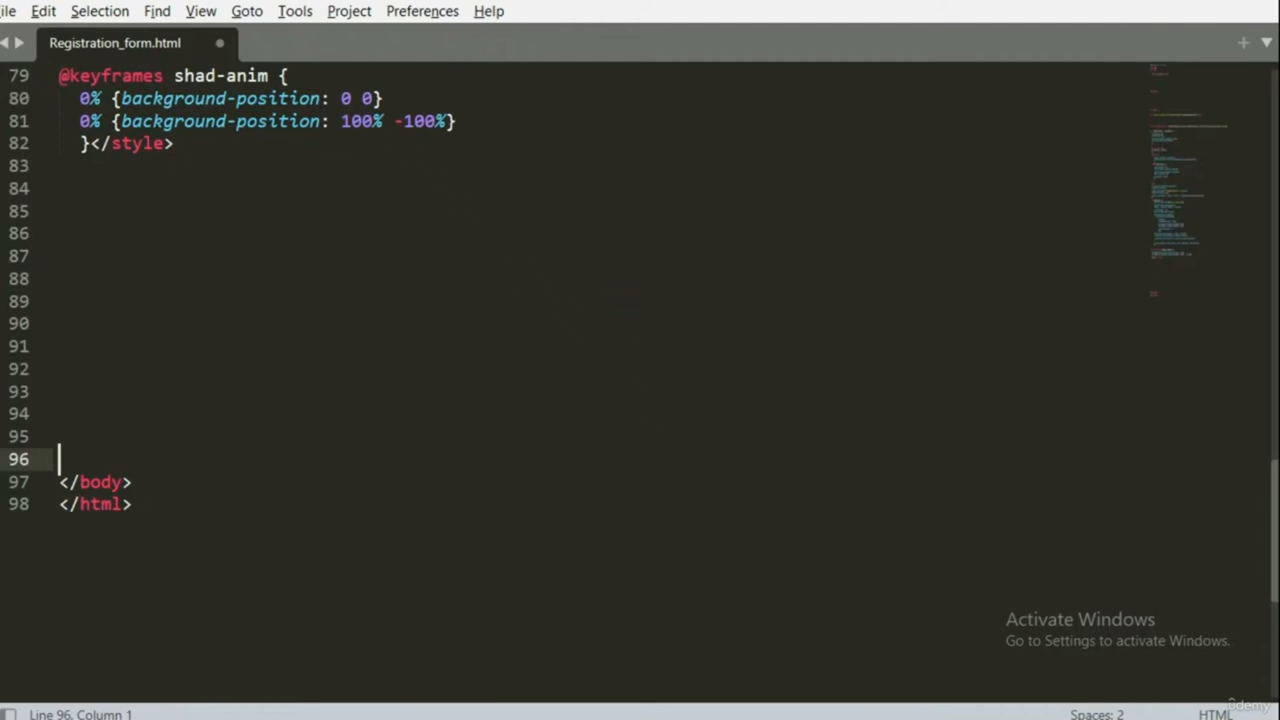 ile Edit Selection Find View Goto Tools Project Preferences Help
Registration_form.html
79 @keyframes shad-anim {
80 0% {background-position: 0 0}
81 0% {background-position: 100% -100%}
82 }</style>
83
84
85
86
87
88
89
90
91
92
93
94
95
96
97 </body>
98 </html>
Activate Windows
Go to Settings to activate Windows.
Udemy
Line 96, Column 1 Spaces: 2 HTML